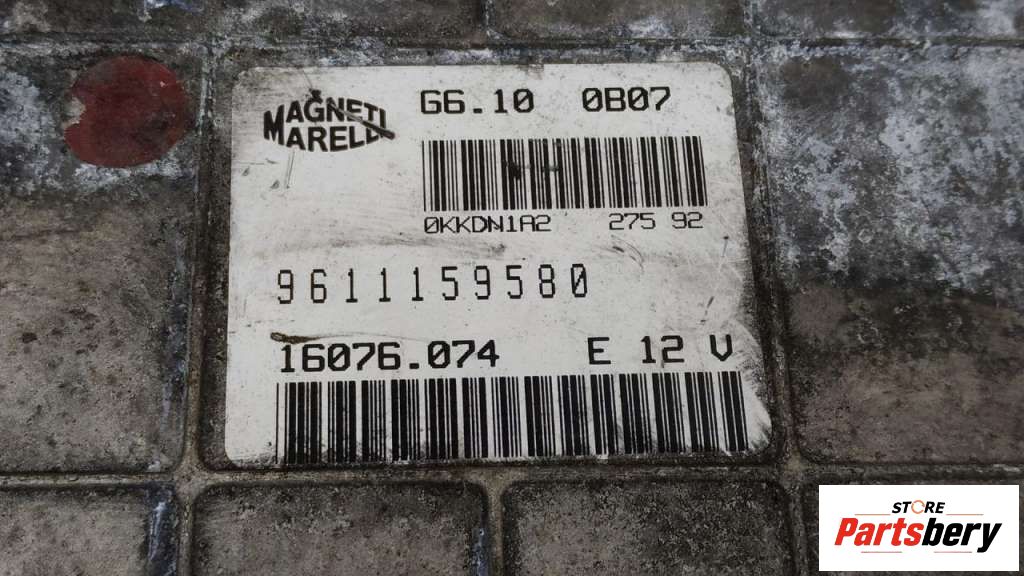 MAGNETI
MARELLI
G6.10 0B07
0KKDN1A2 275 92
9611159580
16076.074 E 12 V
STORE
Partsbery